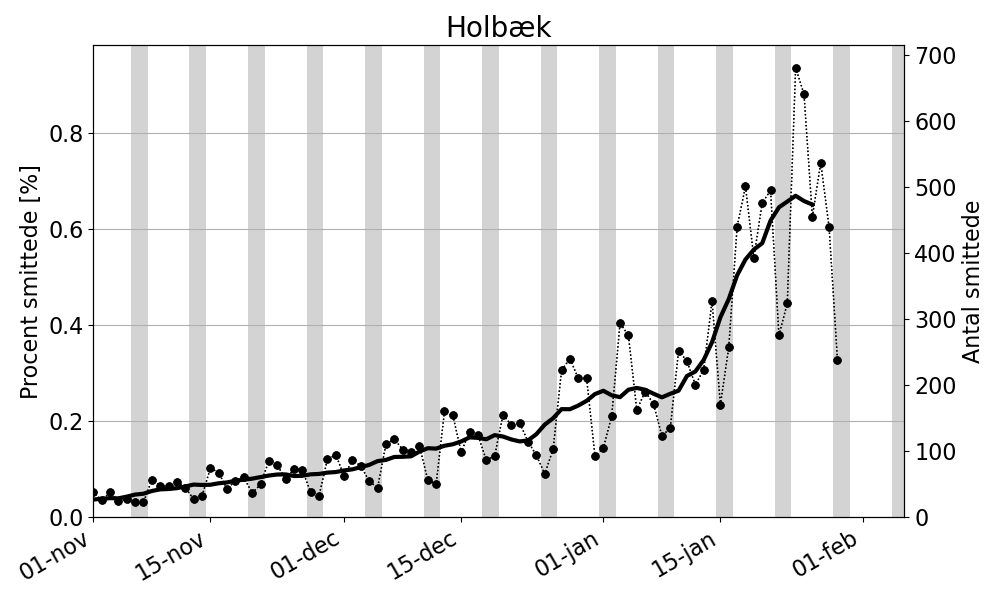 Holbæk
Procent smittede [%]
0.8
0.6
0.4
0.2
0.0
700
600
500
400
300
200
100
0
Antal smittede
01-nov
15-nov
01-dec
15-dec
01-jan
15-jan
01-feb